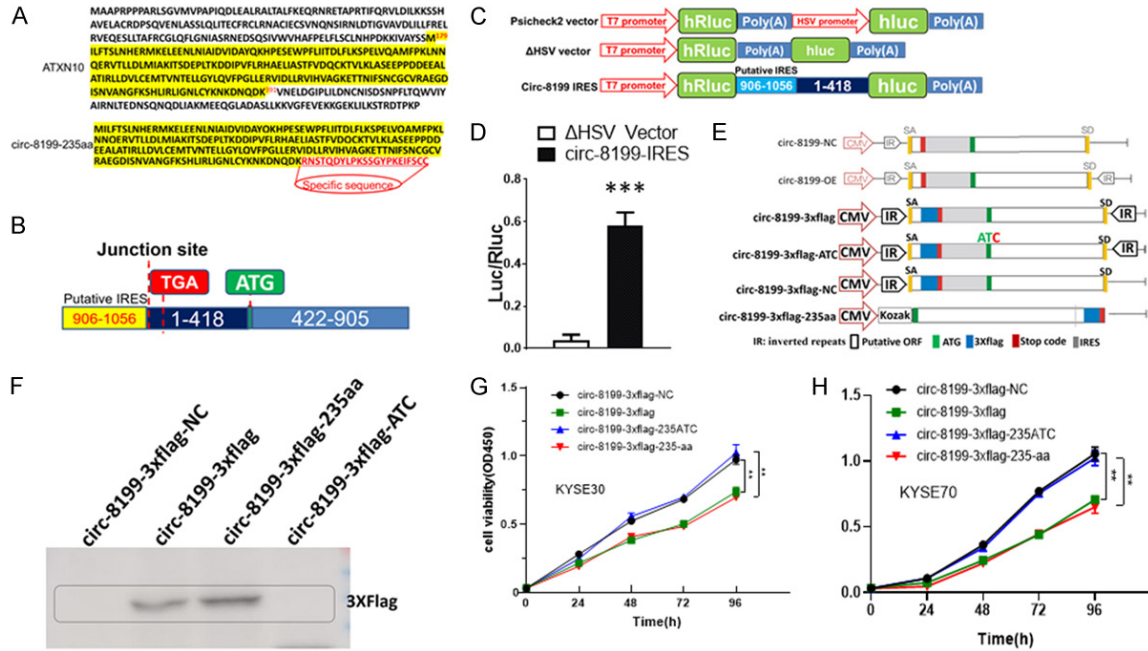 A
MAAPRPPPARLSGVMVPAPIQDLEALRALTALFKEQRNRETAPRTIFQRVLDILKKSSH
AVELACRDPSQVENLASSLQLITECFRCLRNACIECSVNQNSIRNLDTIGVAVDLILLFREL
RVEQESLLTAFRCGLQFLGNIASRNEDSQSIVWVHAFPELFLSCLNHPDKKIVAYSSM
ATXN10
ILFTSLNHERMKELEENLNIAIDVIDAYQKHPESEWPFLIITDLFLKSPELVQAMFPKLNN
QERVTLLDLMIAKITSDEPLTKDDIPVFLRHAELIASTFVDQCKTVLKLASEEPPDDEEAL
ATIRLLDVLCEMTVNTELLGYLQVFPGLLERVIDLLRVIHVAGKETTNIFSNCGCVRAEGD
ISNVANGFKSHLIRLIGNLCYKNKDNQDK VNELDGIPLILDNCNISDSNPFLTQWVIY
AIRNLTEDNSQNQDLIAKMEEQGLADASLLKKVGFEVEKKGEKLILKSTRDTPKP
circ-8199-235aa
MILFTSLNHERMKELEENLNIAIDVIDAYQKHPESEWPFLIITDLFLKSPELVQAMFPKL
NNQERVTLLDLMIAKITSDEPLTKDDIPVFLRHAELIASTFVDQCKTVLKLASEEPPDD
EEALATIRLLDVLCEMTVNTELLGYLQVFPGLLERVIDLLRVIHVAGKETTNIFSNCGCV
RAEGDISNVANGFKSHLIRLIGNLCYKNKDNQDKRNSTQDYLPKSSGYPKEIFSCC
Specific sequence
B
Junction site
TGA ATG
Putative IRES
906-1056 1-418 422-905
C
Psicheck2 vector T7 promoter hRluc Poly(A) HSV promoter hluc Poly(A)
ΔHSV vector T7 promoter hRluc Poly(A) hluc Poly(A)
Putative IRES
Circ-8199 IRES T7 promoter hRluc 906-1056 1-418 hluc Poly(A)
D
ΔHSV Vector
circ-8199-IRES
***
Luc/Rluc
0.8
0.6
0.4
0.2
0.0
E
SA SD
circ-8199-NC CMV IR
SA SD
circ-8199-OE CMV IR IR
SA SD
circ-8199-3xflag CMV IR IR
SA ATC SD
circ-8199-3xflag-ATC CMV IR IR
SA SD
circ-8199-3xflag-NC CMV IR
circ-8199-3xflag-235aa CMV Kozak
IR: inverted repeats Putative ORF ATG 3Xflag Stop code IRES
F
circ-8199-3xflag-NC
circ-8199-3xflag
circ-8199-3xflag-235aa
circ-8199-3xflag-ATC
3XFlag
G
circ-8199-3xflag-NC
circ-8199-3xflag
circ-8199-3xflag-235ATC
circ-8199-3xflag-235-aa
KYSE30
cell viability(OD450)
1.5
1.0
0.5
0.0
0 24 48 72 96
Time(h)
** **
H
circ-8199-3xflag-NC
circ-8199-3xflag
circ-8199-3xflag-235ATC
circ-8199-3xflag-235-aa
KYSE70
1.5
1.0
0.5
0.0
0 24 48 72 96
Time(h)
** **